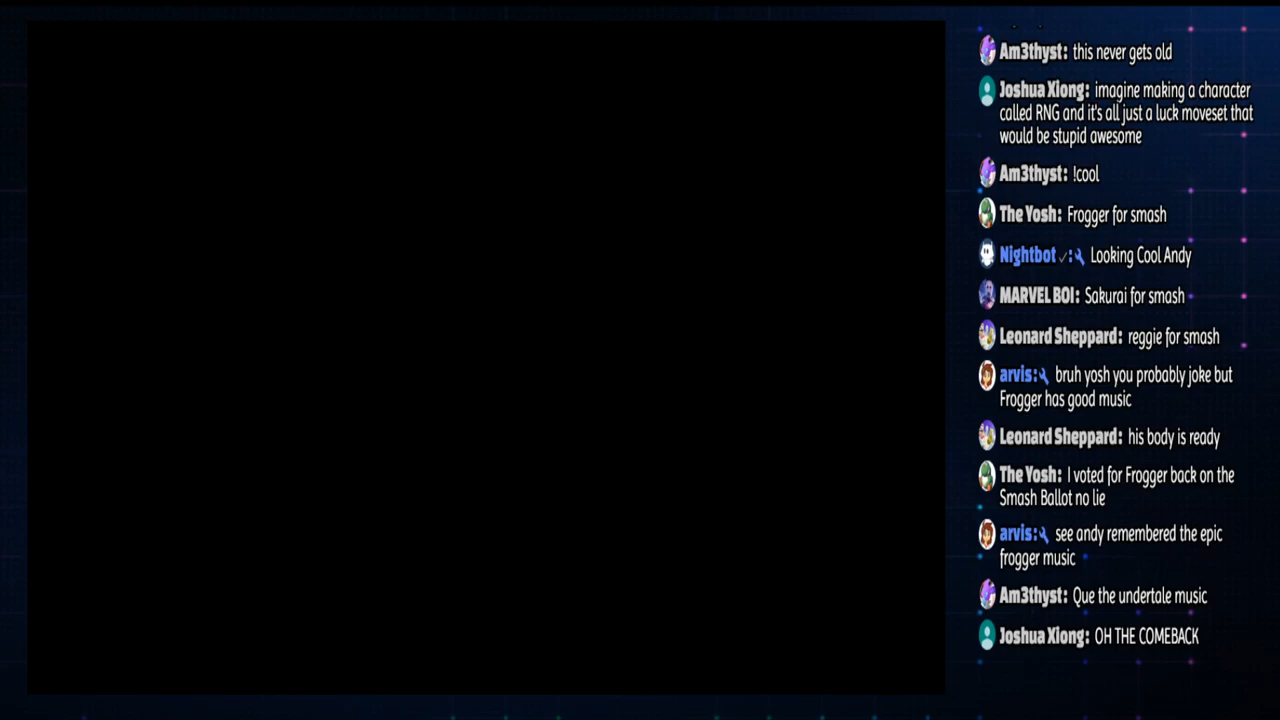 Am3thyst: this never gets old
Joshua Xiong: imagine making a character
called RNG and it's all just a luck moveset that
would be stupid awesome
Am3thyst: !cool
The Yosh: Frogger for smash
Nightbot ✓: Looking Cool Andy
MARVEL BOI: Sakurai for smash
Leonard Sheppard: reggie for smash
arvis: bruh yosh you probably joke but
Frogger has good music
Leonard Sheppard: his body is ready
The Yosh: I voted for Frogger back on the
Smash Ballot no lie
arvis: see andy remembered the epic
frogger music
Am3thyst: Que the undertale music
Joshua Xiong: OH THE COMEBACK